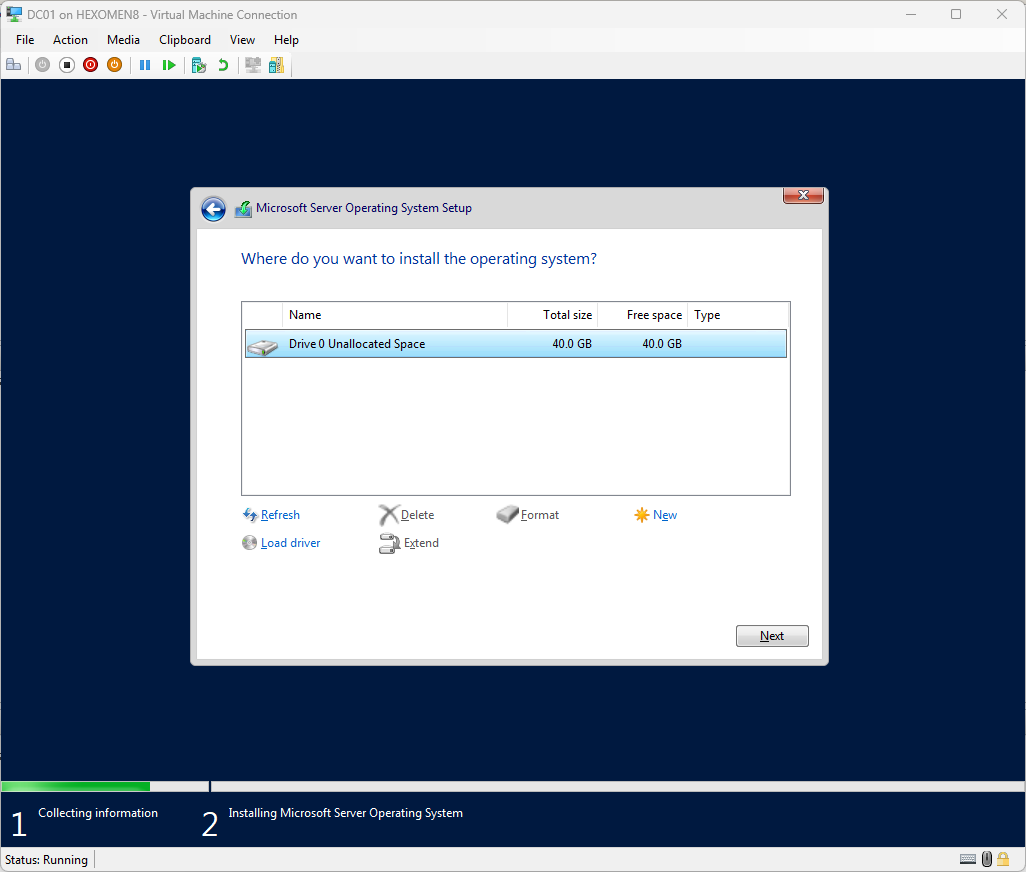 DC01 on HEXOMEN8 - Virtual Machine Connection
File Action Media Clipboard View Help
Microsoft Server Operating System Setup
Where do you want to install the operating system?
Name Total size Free space Type
Drive 0 Unallocated Space 40.0 GB 40.0 GB
Refresh Delete Format New
Load driver Extend
Next
1 Collecting information 2 Installing Microsoft Server Operating System
Status: Running